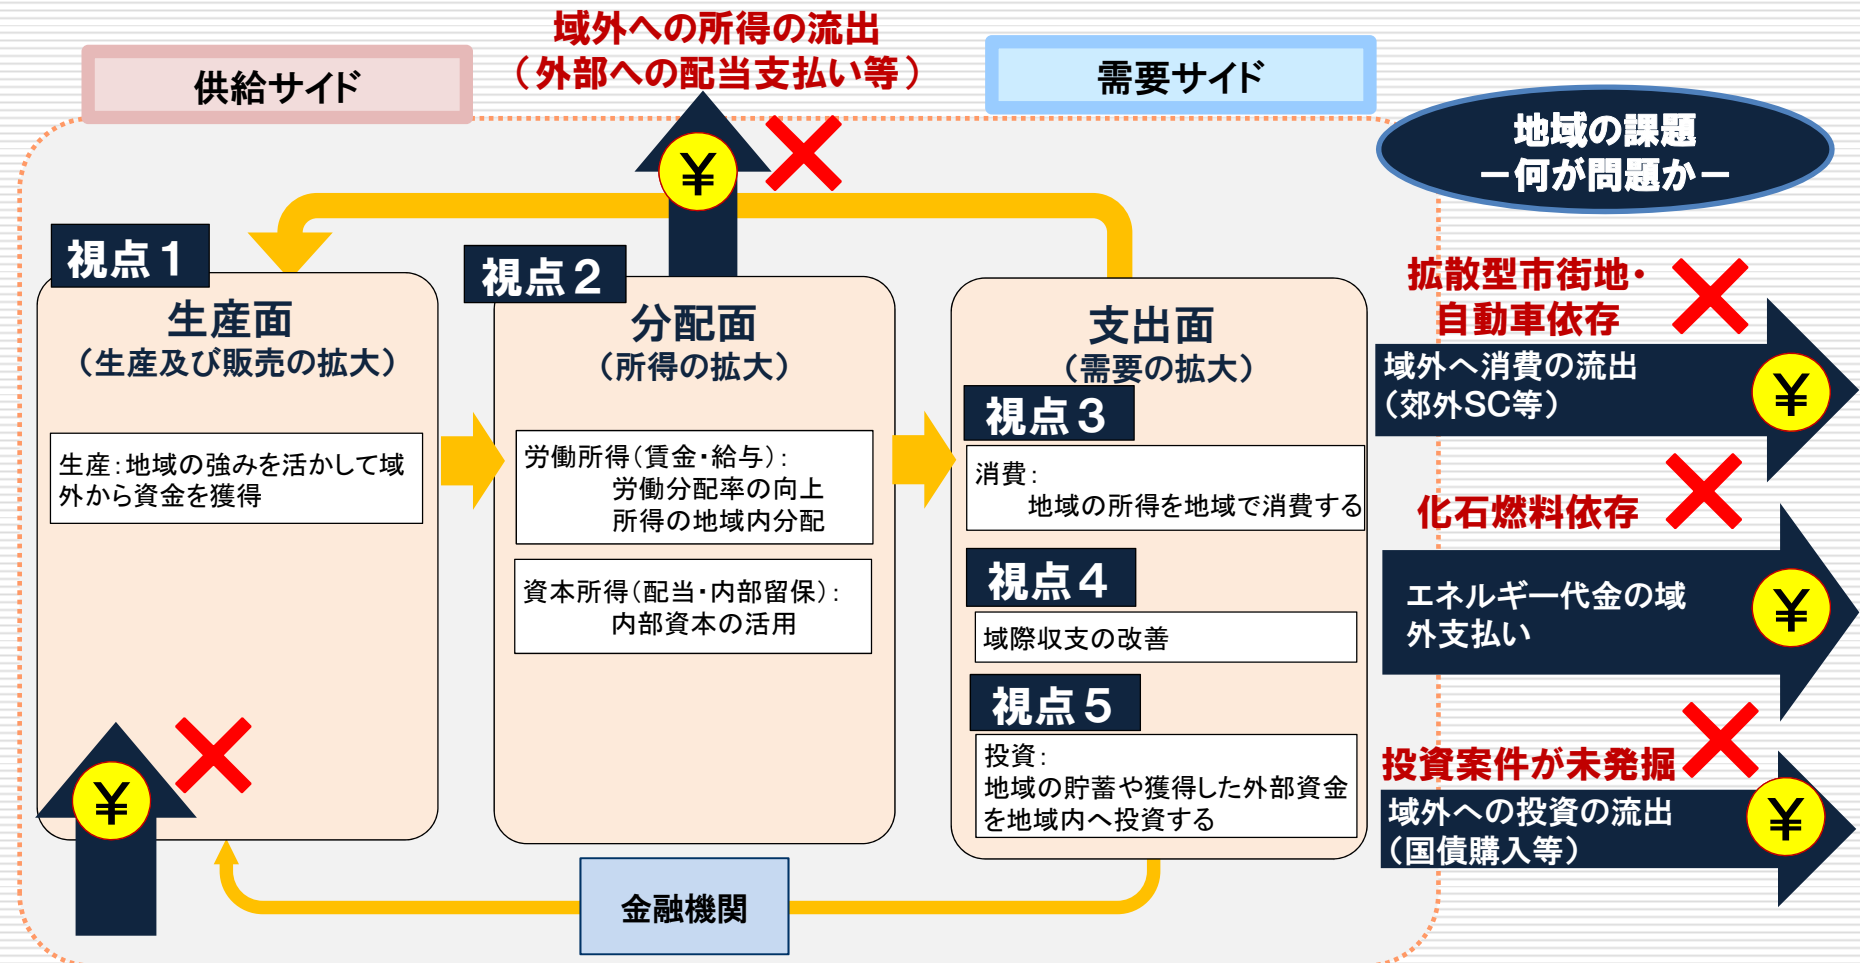 域外への所得の流出
（外部への配当支払い等）
供給サイド
需要サイド
地域の課題
－何が問題か－
¥
視点１
生産面
（生産及び販売の拡大）
生産：地域の強みを活かして域
外から資金を獲得
¥
視点２
分配面
（所得の拡大）
労働所得（賃金・給与）：
労働分配率の向上
所得の地域内分配
資本所得（配当・内部留保）：
内部資本の活用
支出面
（需要の拡大）
視点３
消費：
地域の所得を地域で消費する
視点４
域際収支の改善
視点５
投資：
地域の貯蓄や獲得した外部資金
を地域内へ投資する
金融機関
拡散型市街地・
自動車依存
域外へ消費の流出
（郊外SC等）
¥
化石燃料依存
エネルギー代金の域
外支払い
¥
投資案件が未発掘
域外への投資の流出
（国債購入等）
¥